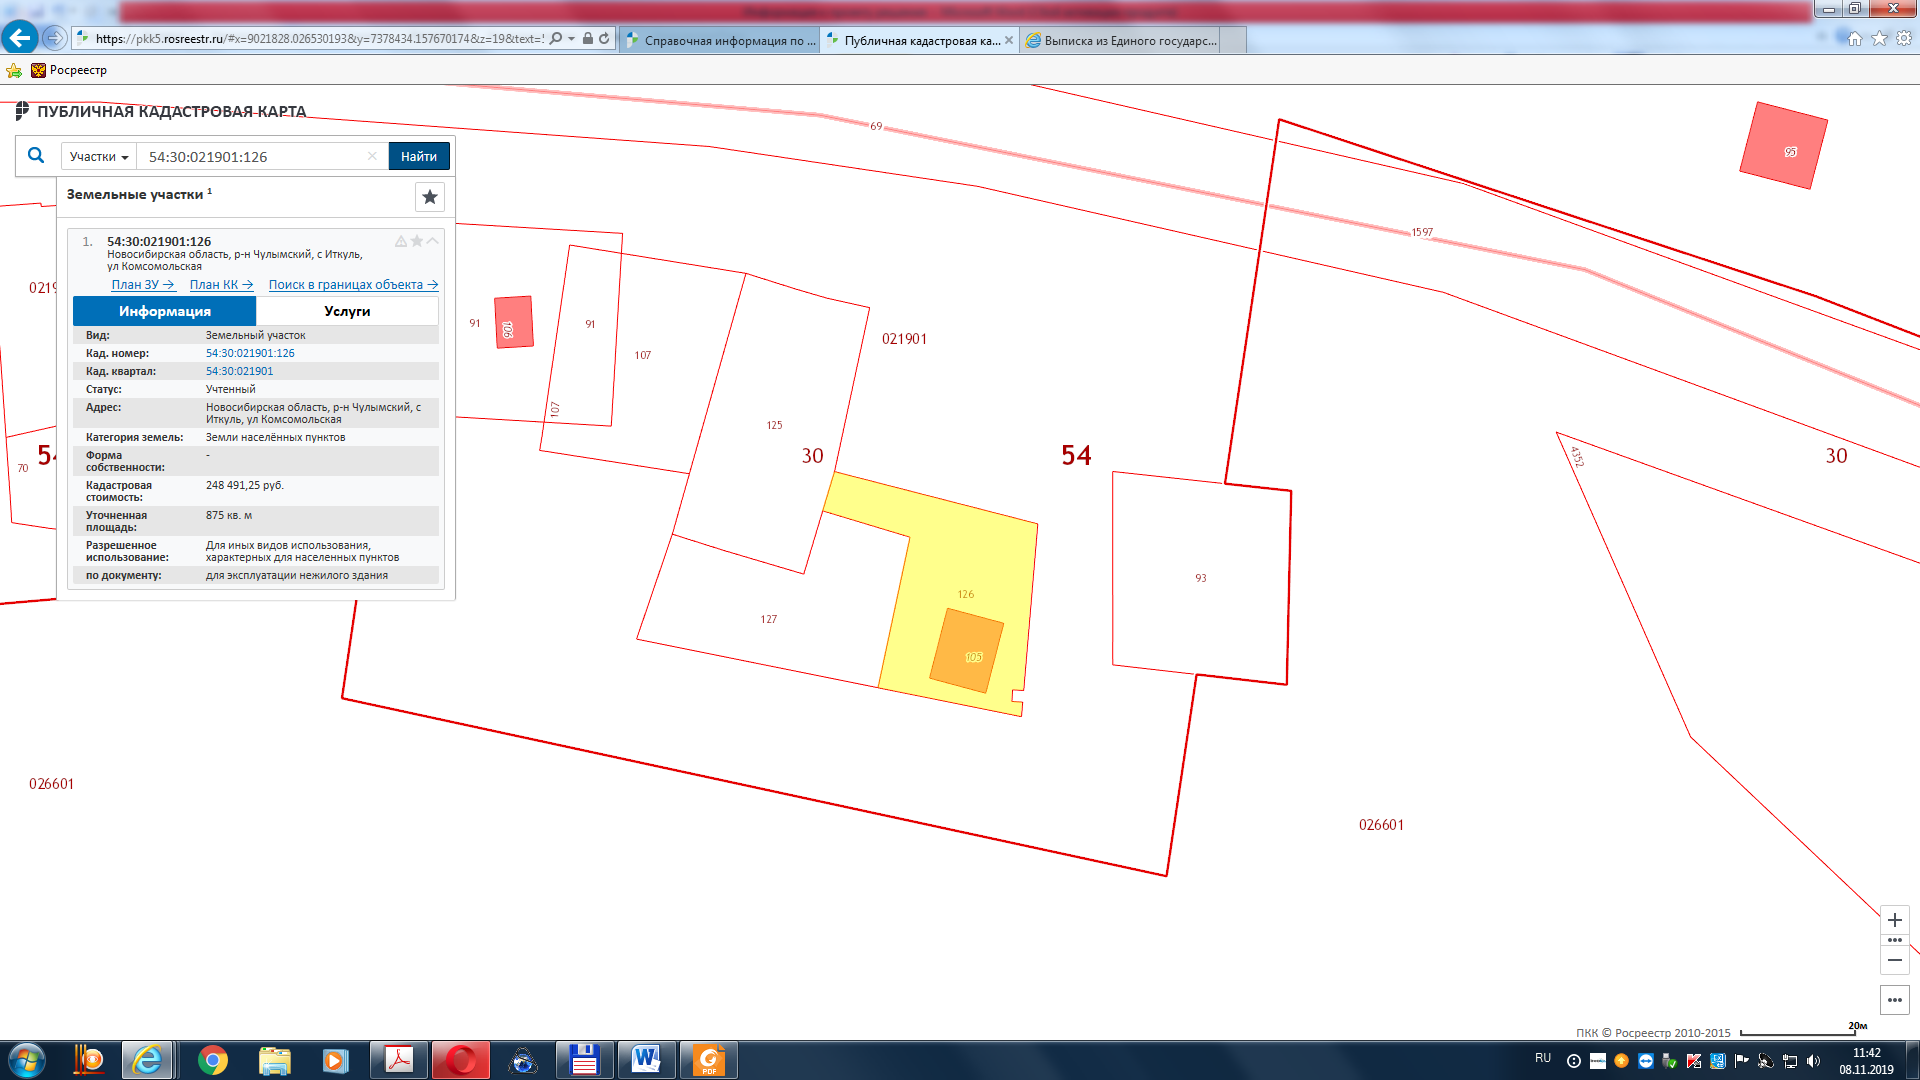 https://pkk5.rosreestr.ru/#x=9021828.026530193&y=7378434.157670174&z=19&text=
Справочная информация по ...
Публичная кадастровая ка...
Выписка из Единого государс...
Росреестр
ПУБЛИЧНАЯ КАДАСТРОВАЯ КАРТА
Участки
54:30:021901:126
Найти
Земельные участки 1
1. 54:30:021901:126
Новосибирская область, р-н Чулымский, с Иткуль,
ул Комсомольская
План ЗУ →
План КК →
Поиск в границах объекта →
Информация
Услуги
Вид: Земельный участок
Кад. номер: 54:30:021901:126
Кад. квартал: 54:30:021901
Статус: Учтенный
Адрес: Новосибирская область, р-н Чулымский, с
Иткуль, ул Комсомольская
Категория земель: Земли населённых пунктов
Форма
собственности: -
Кадастровая
стоимость: 248 491,25 руб.
Уточненная
площадь: 875 кв. м
Разрешенное
использование: Для иных видов использования,
характерных для населенных пунктов
по документу: для эксплуатации нежилого здания
69
95
1597
0219
91
106
91
107
107
021901
125
30
54
30
4352
54
70
93
126
127
105
026601
026601
ПКК © Росреестр 2010-2015
20м
RU
11:42
08.11.2019
PDF